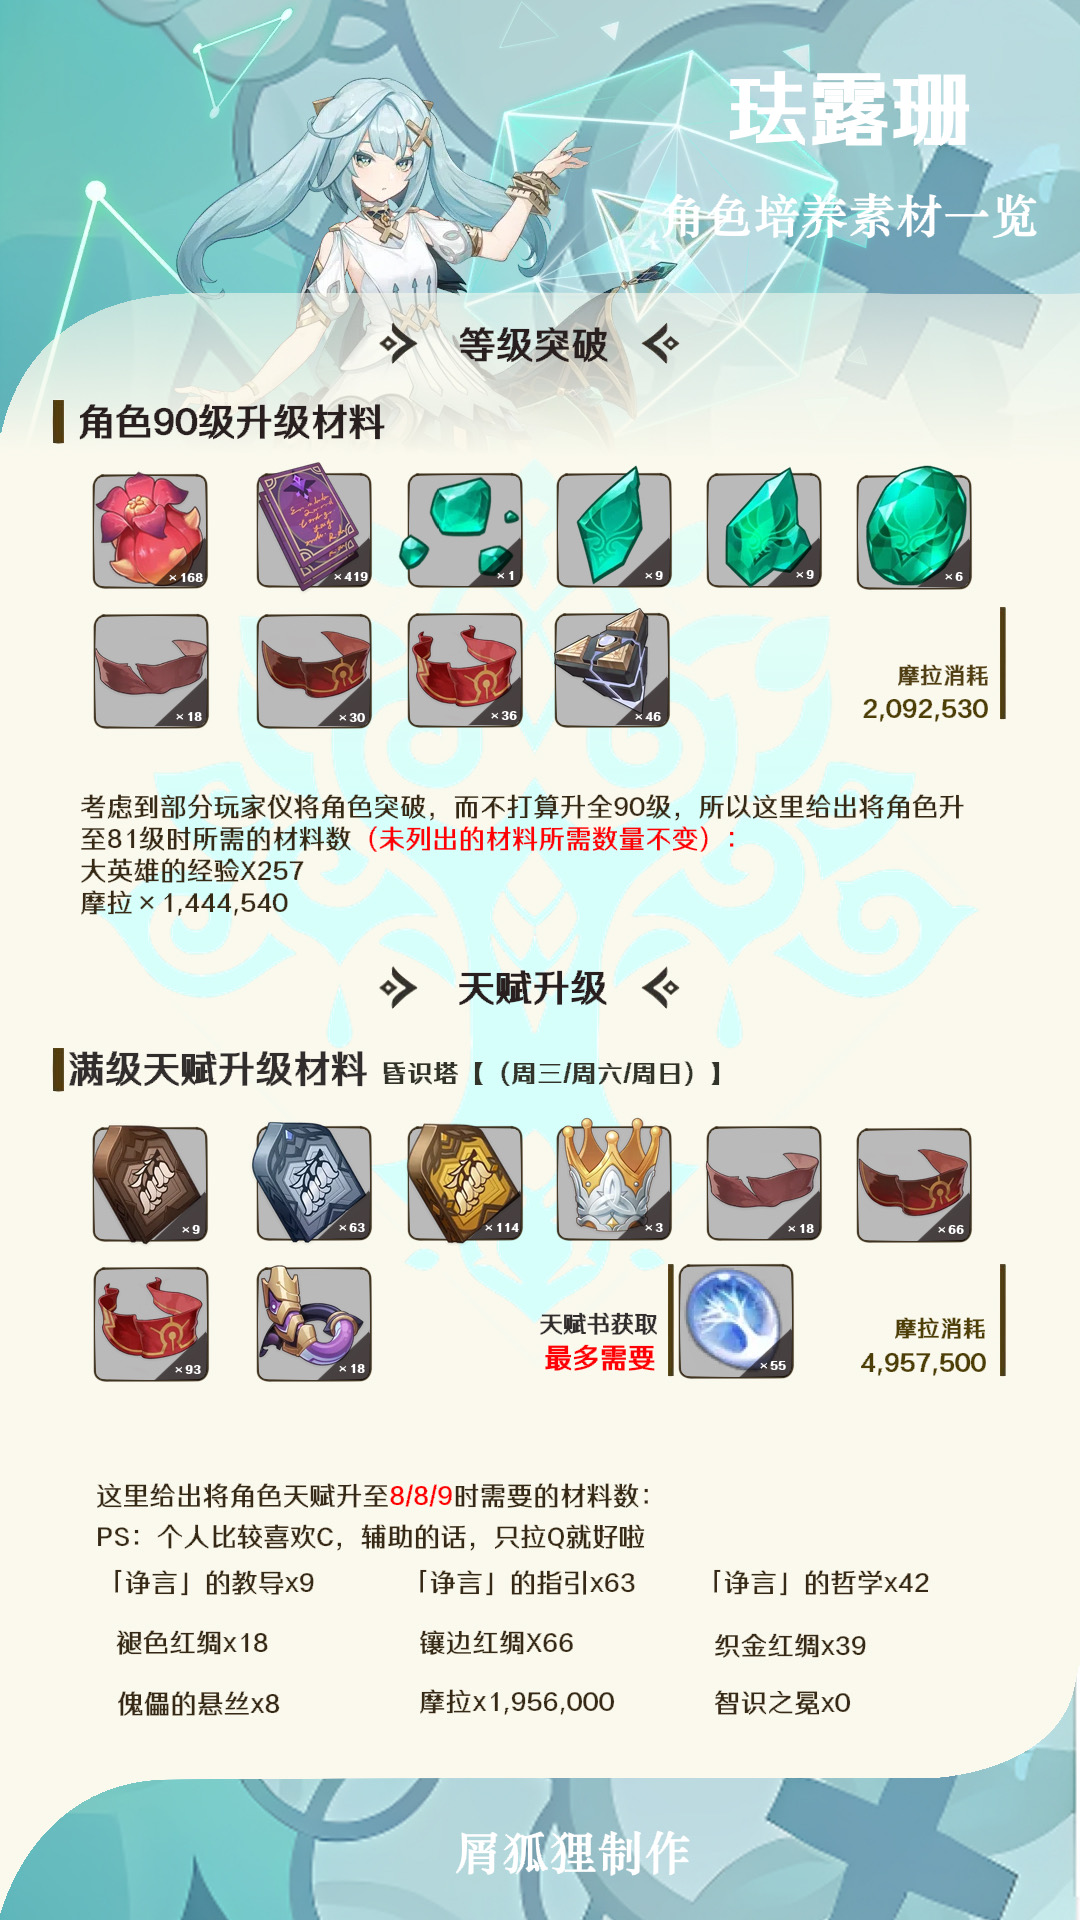 珐露珊
角色培养素材一览
等级突破
角色90级升级材料
×168
×419
×1
×9
×9
×6
×18
×30
×36
×46
摩拉消耗
2,092,530
考虑到部分玩家仪将角色突破，而不打算升全90级，所以这里给出将角色升
至81级时所需的材料数（未列出的材料所需数量不变）：
大英雄的经验X257
摩拉×1,444,540
天赋升级
满级天赋升级材料 昏识塔【（周三/周六/周日）】
×9
×63
×114
×3
×18
×66
×93
×18
天赋书获取
最多需要
×55
摩拉消耗
4,957,500
这里给出将角色天赋升至8/8/9时需要的材料数：
PS：个人比较喜欢C，辅助的话，只拉Q就好啦
「诤言」的教导x9
「诤言」的指引x63
「诤言」的哲学x42
褪色红绸x18
镶边红绸X66
织金红绸x39
傀儡的悬丝x8
摩拉x1,956,000
智识之冕x0
屑狐狸制作